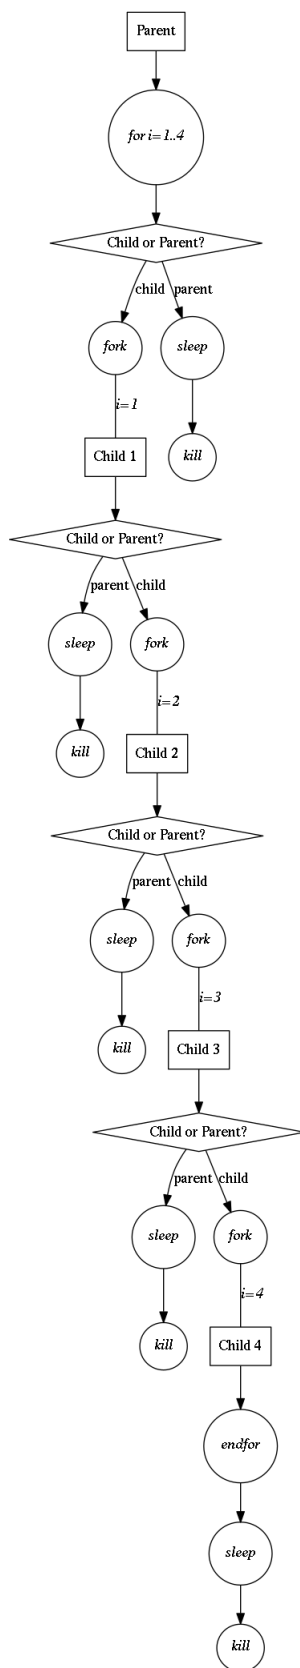 Parent
for i=1..4
Child or Parent?
child
parent
fork
sleep
i=1
Child 1
kill
Child or Parent?
parent
child
sleep
fork
i=2
kill
Child 2
Child or Parent?
parent
child
sleep
fork
i=3
kill
Child 3
Child or Parent?
parent
child
sleep
fork
i=4
kill
Child 4
endfor
sleep
kill